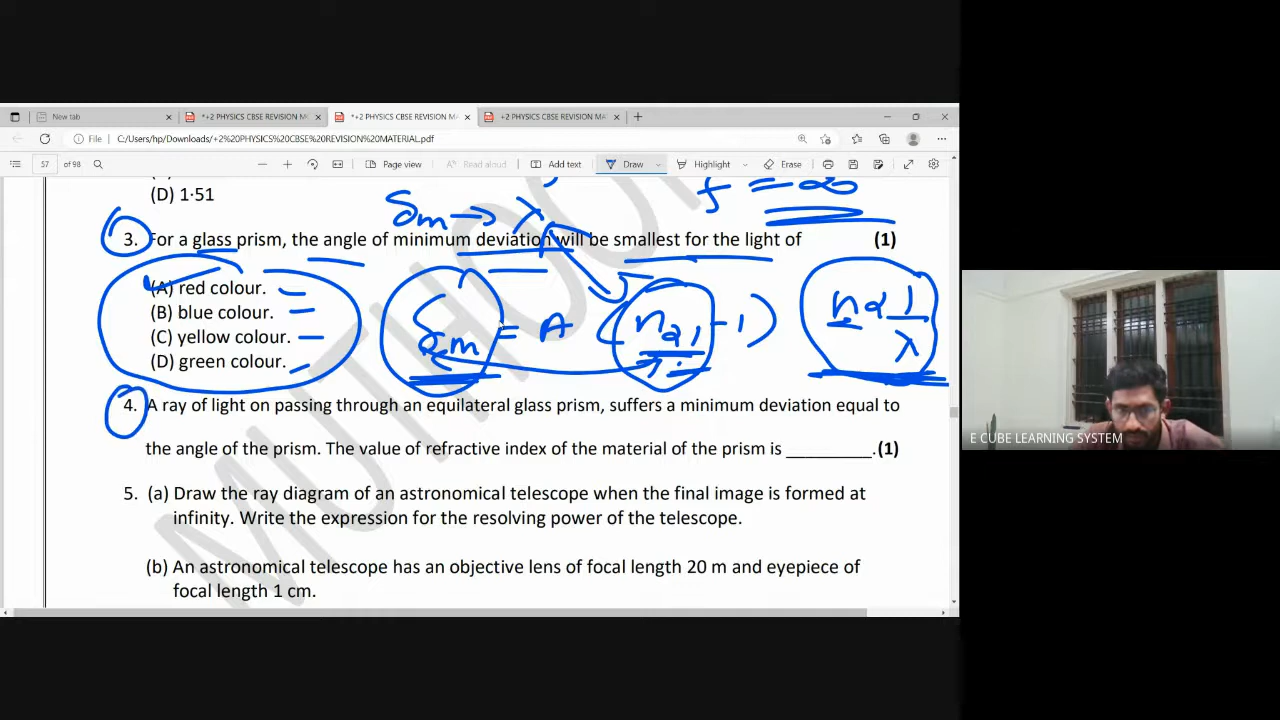 New tab
*+2 PHYSICS CBSE REVISION M
*+2 PHYSICS CBSE REVISION MA
+2 PHYSICS CBSE REVISION MA
File
C:/Users/hp/Downloads/+2%20PHYSICS%20CBSE%20REVISION%20MATERIAL.pdf
57 of 98
Page view
Read aloud
Add text
Draw
Highlight
Erase
(D) 1·51
δm → λ
f = ∞
3. For a glass prism, the angle of minimum deviation will be smallest for the light of (1)
(A) red colour.
(B) blue colour.
(C) yellow colour.
(D) green colour.
δm = A (n21 - 1)
n α 1/λ
4. A ray of light on passing through an equilateral glass prism, suffers a minimum deviation equal to
the angle of the prism. The value of refractive index of the material of the prism is _________.(1)
5. (a) Draw the ray diagram of an astronomical telescope when the final image is formed at
infinity. Write the expression for the resolving power of the telescope.
(b) An astronomical telescope has an objective lens of focal length 20 m and eyepiece of
focal length 1 cm.
E CUBE LEARNING SYSTEM